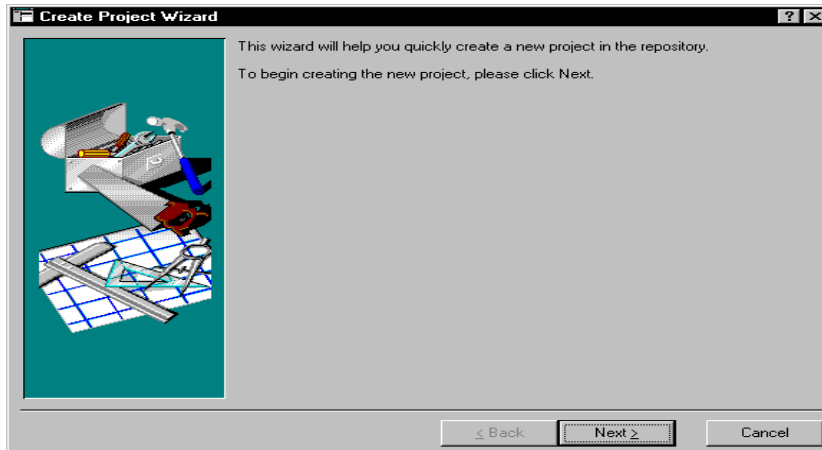 Create Project Wizard
This wizard will help you quickly create a new project in the repository.
To begin creating the new project, please click Next.
< Back
Next >
Cancel